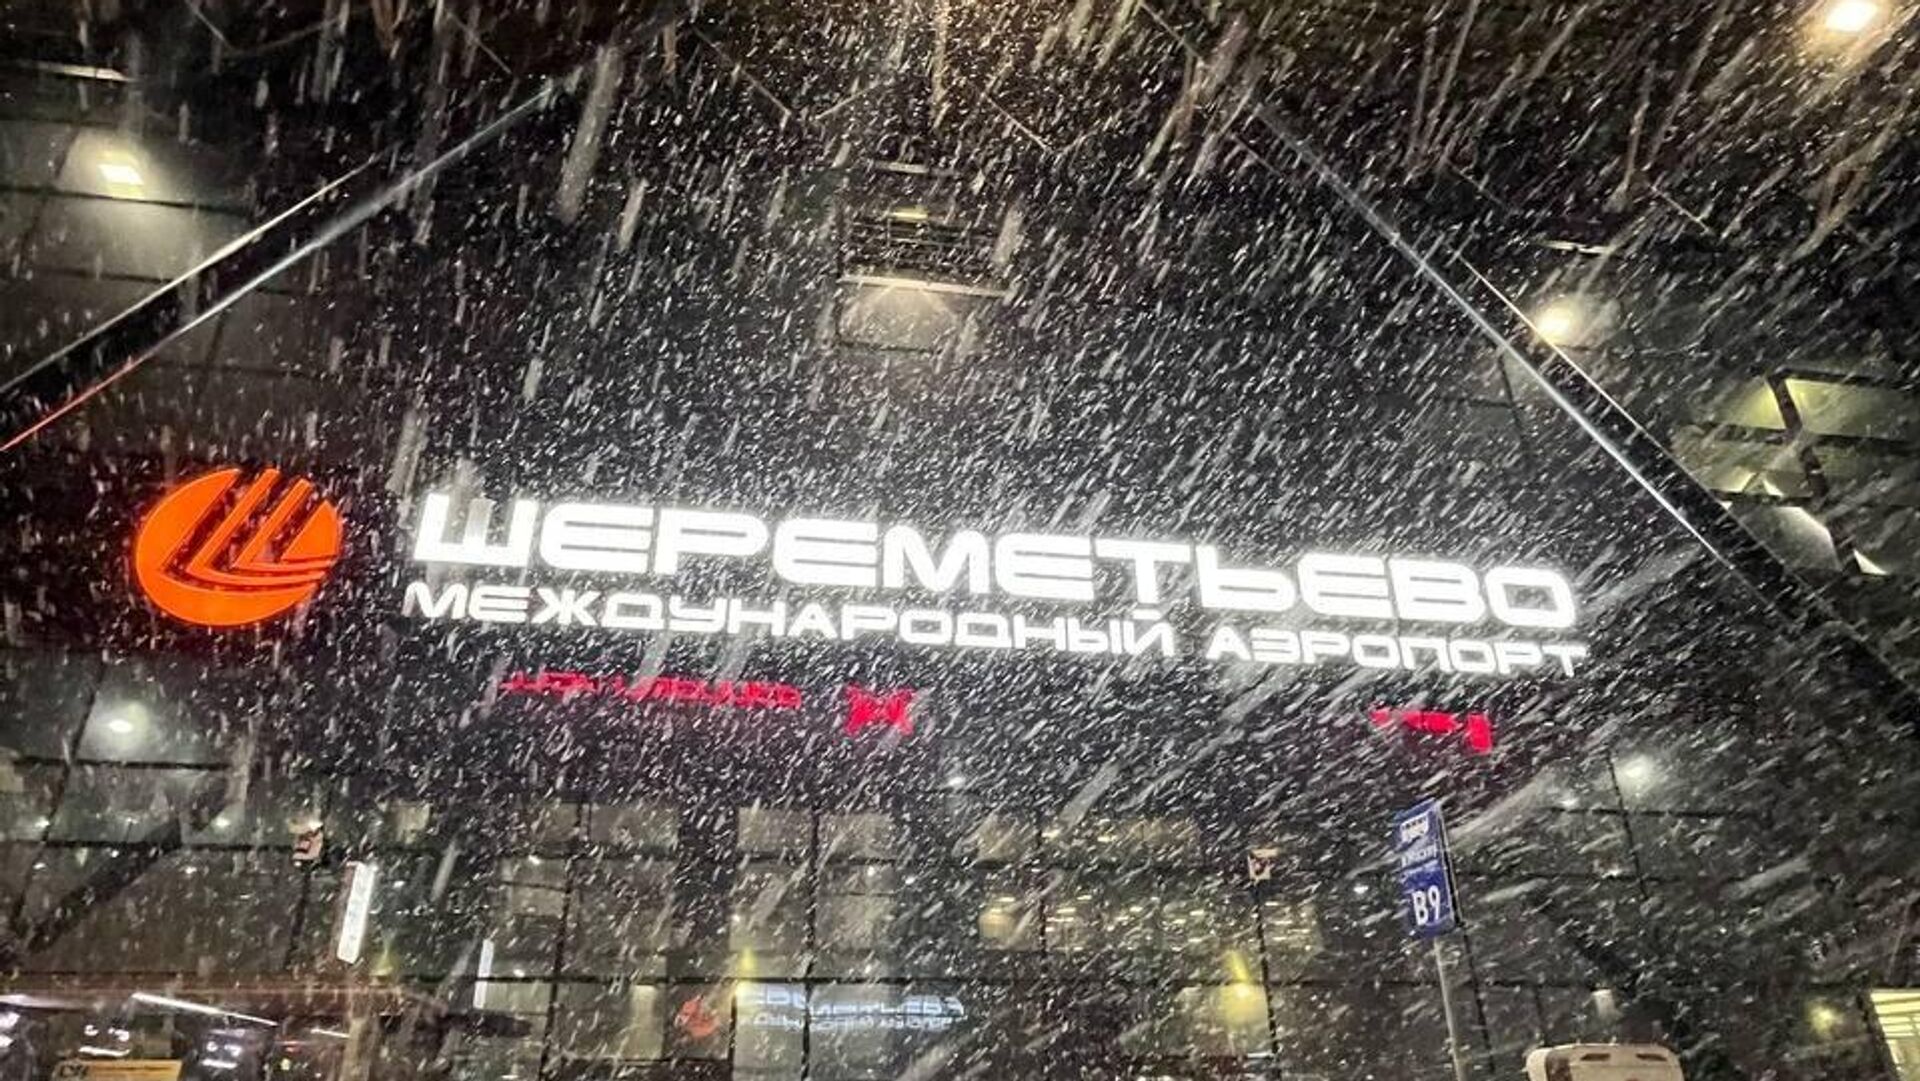 ШЕРЕМЕТЬЕВО
МЕЖДУНАРОДНЫЙ АЭРОПОРТ
B9